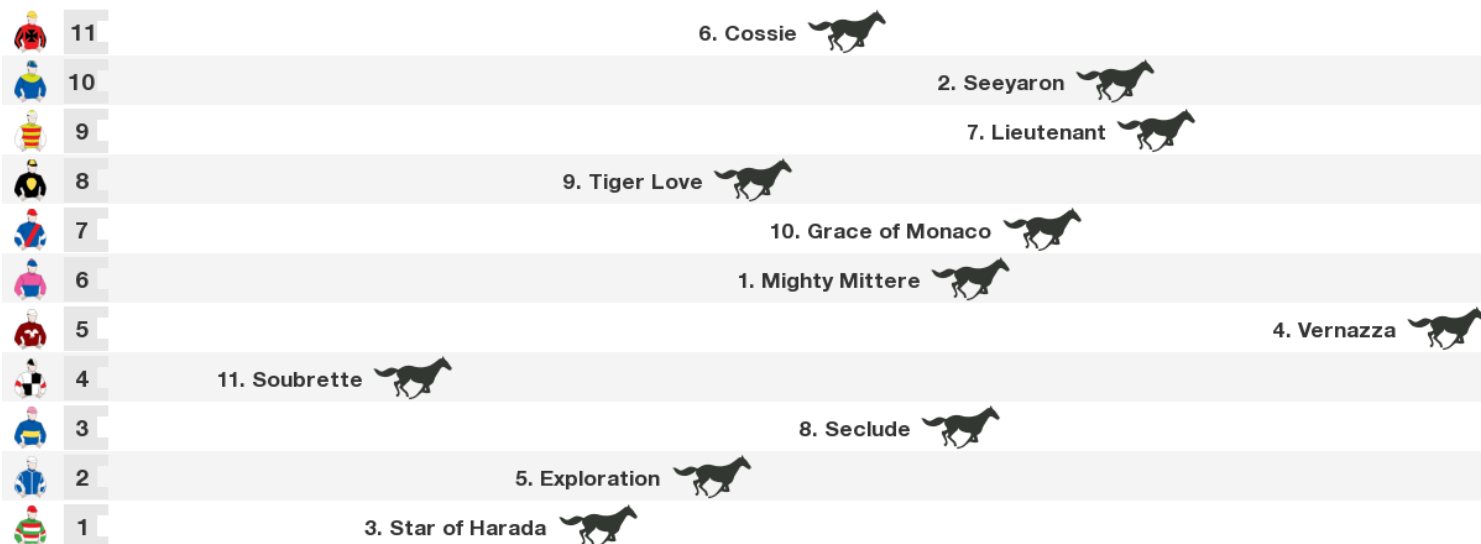 11 6. Cossie
10 2. Seeyaron
9 7. Lieutenant
8 9. Tiger Love
7 10. Grace of Monaco
6 1. Mighty Mittere
5 4. Vernazza
4 11. Soubrette
3 8. Seclude
2 5. Exploration
1 3. Star of Harada